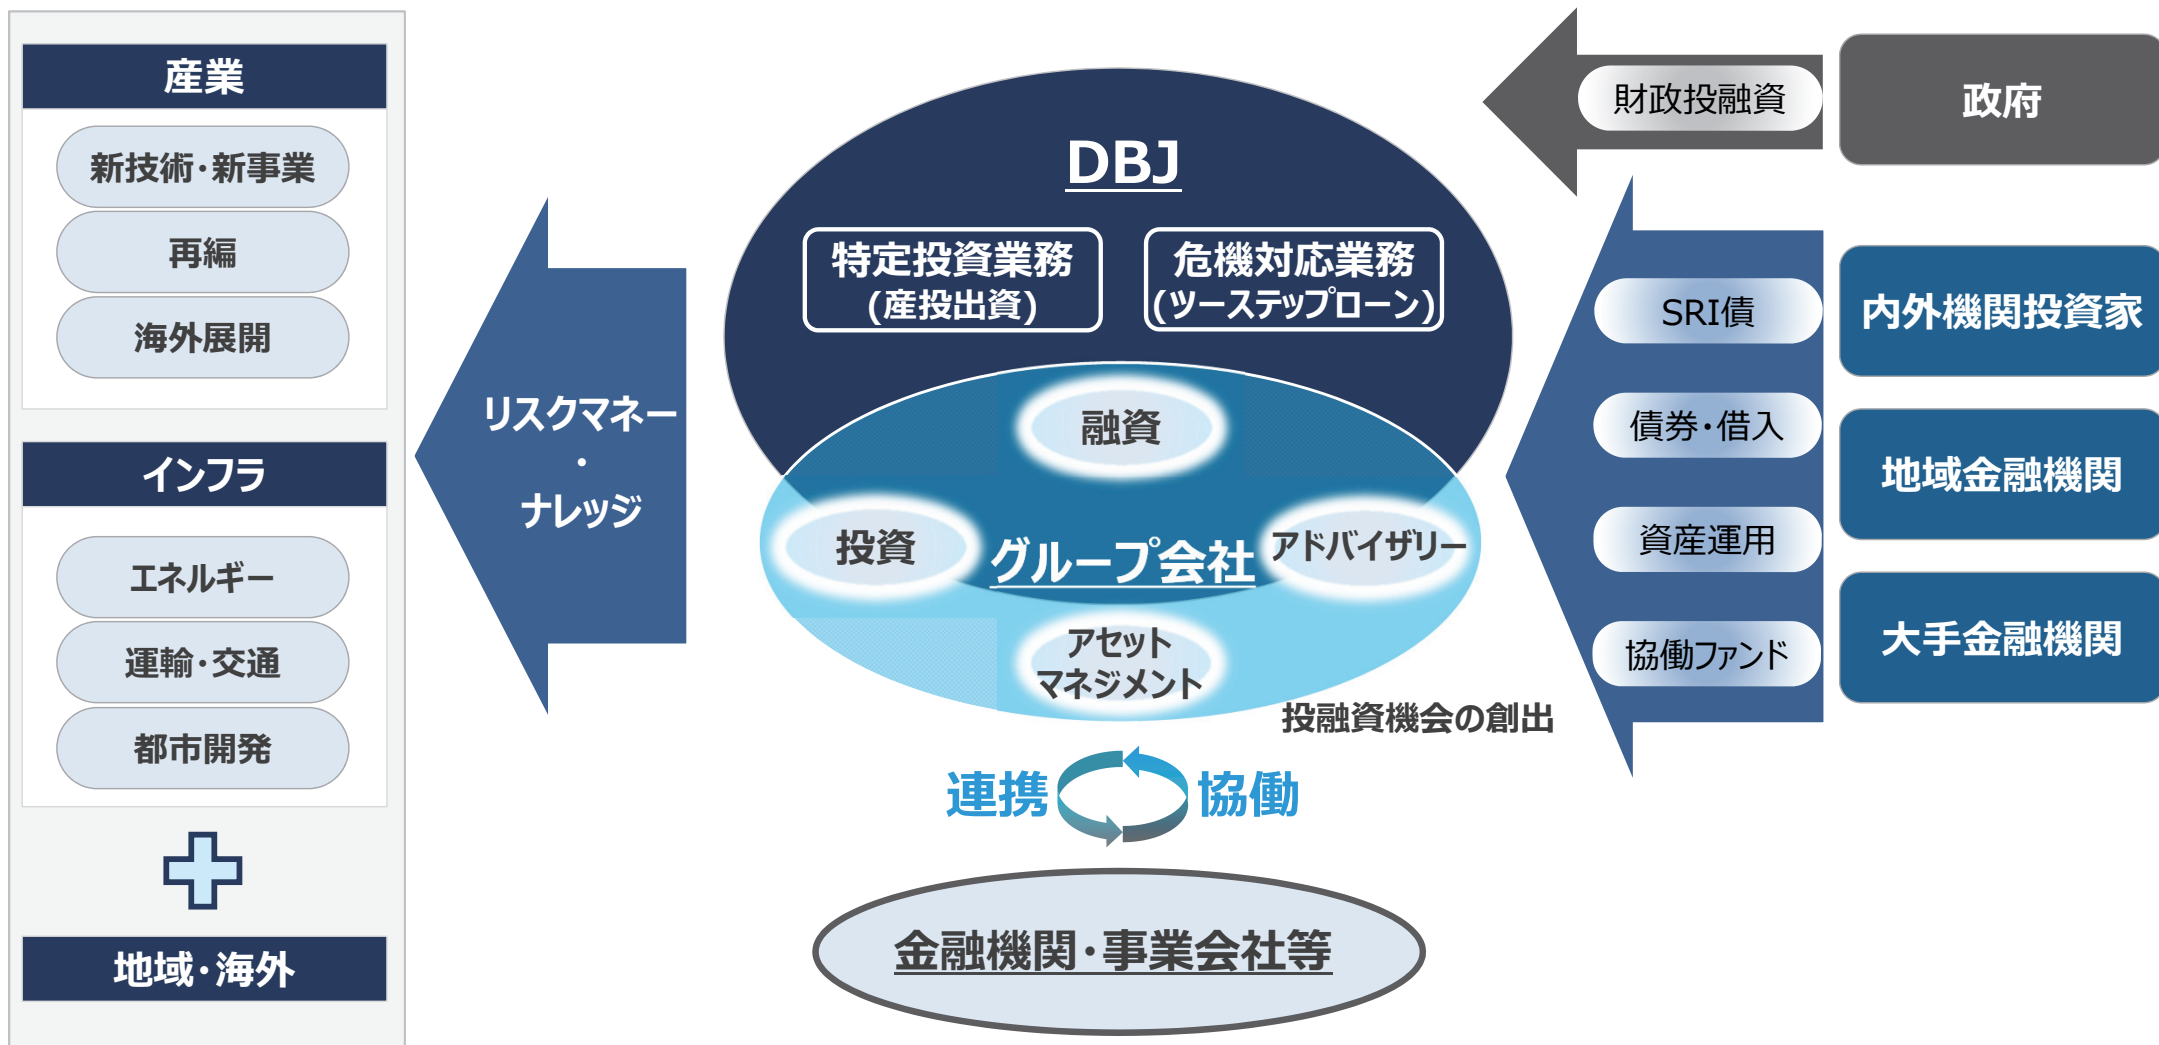 産業
新技術・新事業
再編
海外展開
インフラ
エネルギー
運輸・交通
都市開発
地域・海外
リスクマネー
・
ナレッジ
DBJ
特定投資業務
(産投出資)
危機対応業務
(ツーステップローン)
融資
投資
グループ会社
アドバイザリー
アセット
マネジメント
投融資機会の創出
連携
協働
金融機関・事業会社等
財政投融資
政府
SRI債
債券・借入
資産運用
協働ファンド
内外機関投資家
地域金融機関
大手金融機関